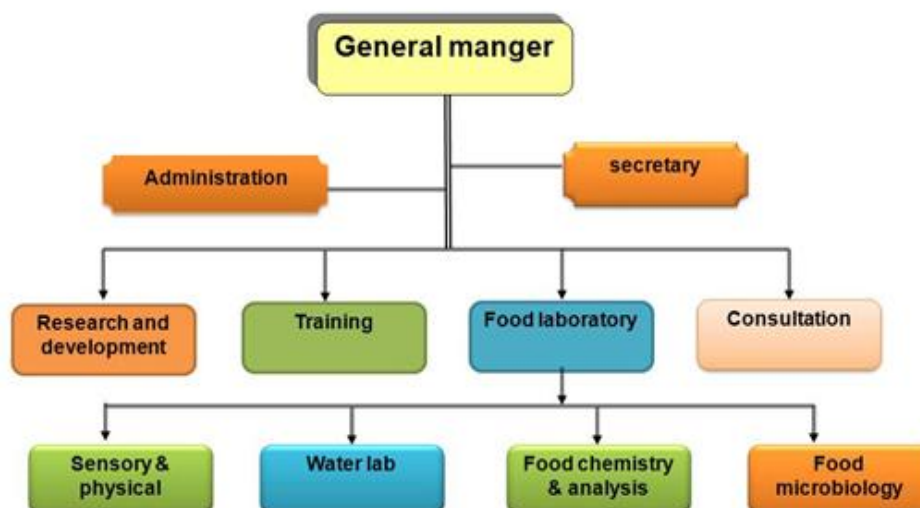 General manger
Administration
secretary
Research and
development
Training
Food laboratory
Consultation
Sensory &
physical
Water lab
Food chemistry
& analysis
Food
microbiology